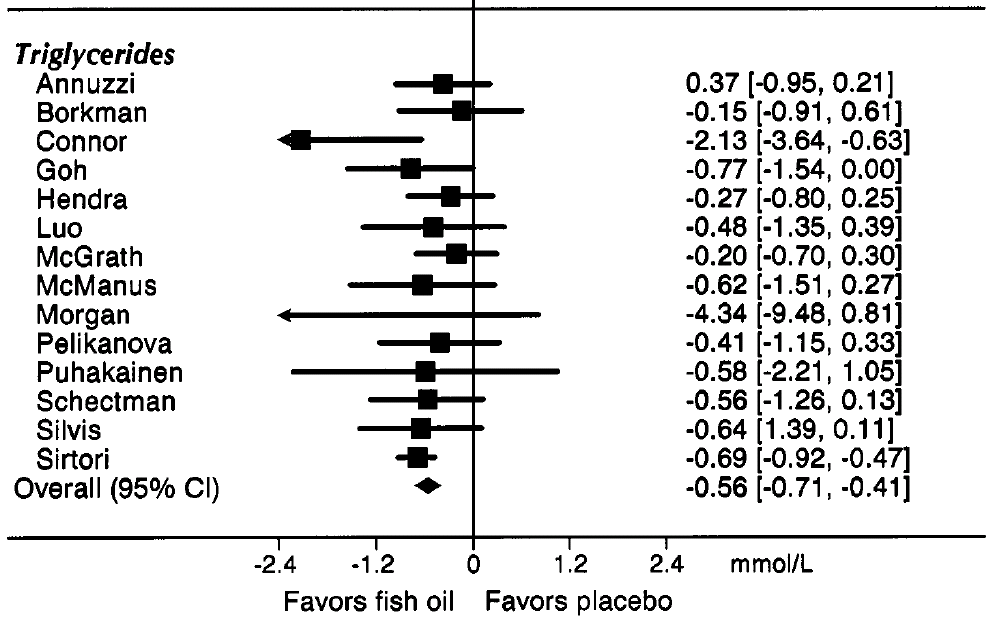 Triglycerides
Annuzzi 0.37 [-0.95, 0.21]
Borkman -0.15 [-0.91, 0.61]
Connor -2.13 [-3.64, -0.63]
Goh -0.77 [-1.54, 0.00]
Hendra -0.27 [-0.80, 0.25]
Luo -0.48 [-1.35, 0.39]
McGrath -0.20 [-0.70, 0.30]
McManus -0.62 [-1.51, 0.27]
Morgan -4.34 [-9.48, 0.81]
Pelikanova -0.41 [-1.15, 0.33]
Puhakainen -0.58 [-2.21, 1.05]
Schectman -0.56 [-1.26, 0.13]
Silvis -0.64 [1.39, 0.11]
Sirtori -0.69 [-0.92, -0.47]
Overall (95% CI) -0.56 [-0.71, -0.41]
-2.4 -1.2 0 1.2 2.4 mmol/L
Favors fish oil Favors placebo